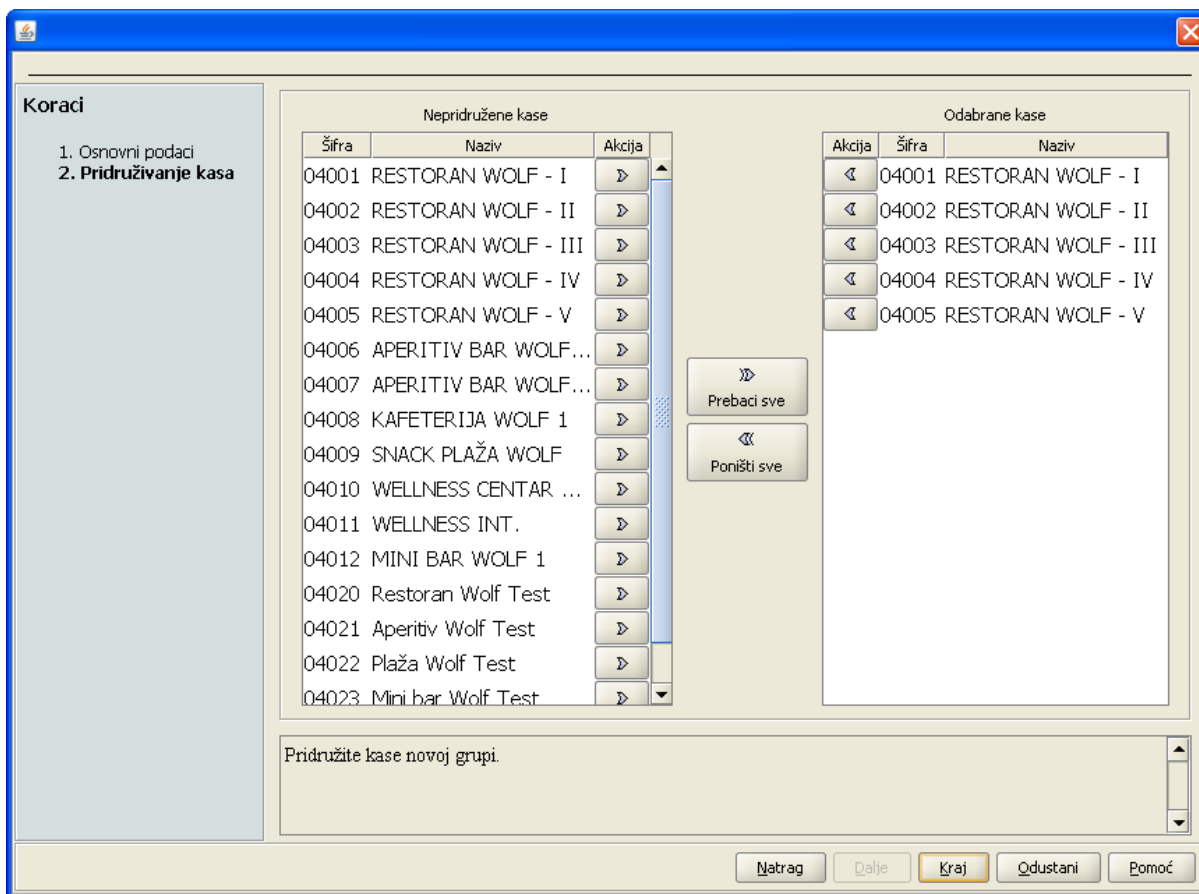 Koraci
1. Osnovni podaci
2. Pridruživanje kasa
Nepridružene kase
Šifra Naziv Akcija
04001 RESTORAN WOLF - I
04002 RESTORAN WOLF - II
04003 RESTORAN WOLF - III
04004 RESTORAN WOLF - IV
04005 RESTORAN WOLF - V
04006 APERITIV BAR WOLF...
04007 APERITIV BAR WOLF...
04008 KAFETERIJA WOLF 1
04009 SNACK PLAŽA WOLF
04010 WELLNESS CENTAR ...
04011 WELLNESS INT.
04012 MINI BAR WOLF 1
04020 Restoran Wolf Test
04021 Aperitiv Wolf Test
04022 Plaža Wolf Test
04023 Mini bar Wolf Test
Prebaci sve
Poništi sve
Odabrane kase
Akcija Šifra Naziv
04001 RESTORAN WOLF - I
04002 RESTORAN WOLF - II
04003 RESTORAN WOLF - III
04004 RESTORAN WOLF - IV
04005 RESTORAN WOLF - V
Pridružite kase novoj grupi.
Natrag Dalje Kraj Odustani Pomoć